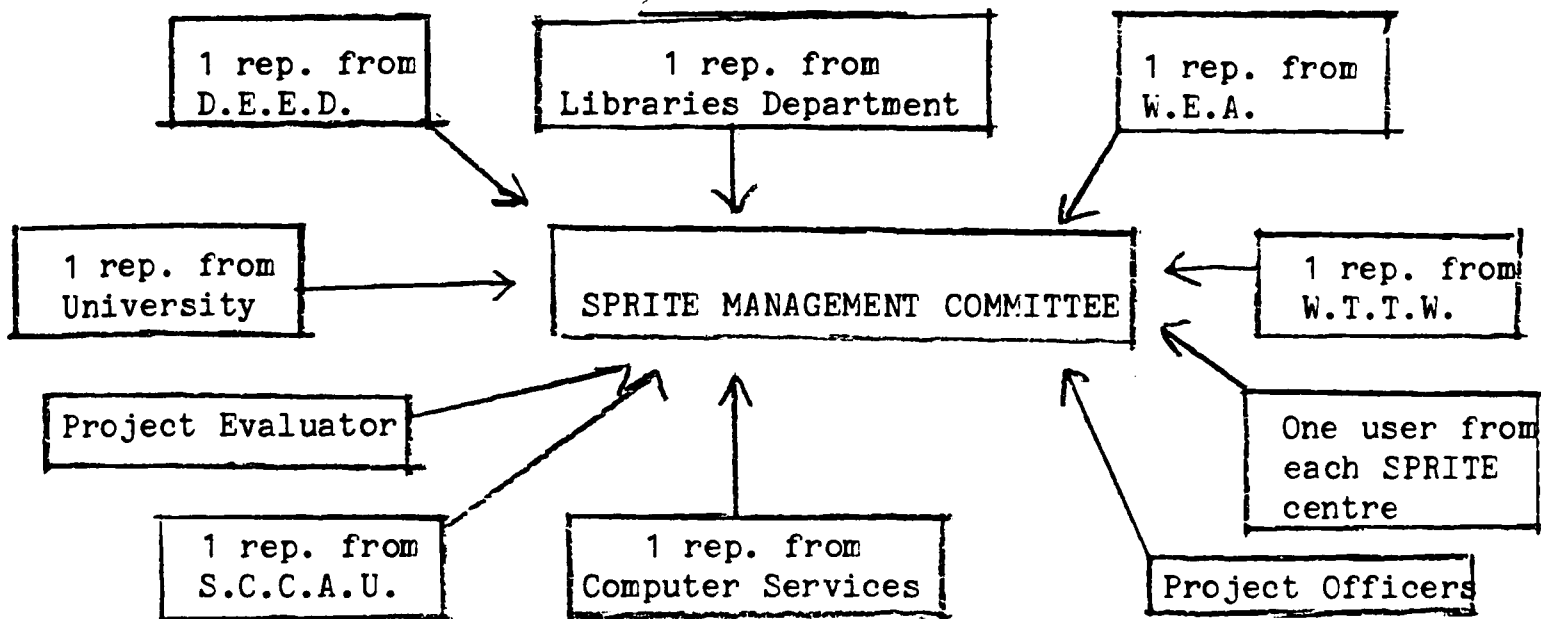 1 rep. from
D.E.E.D.
1 rep. from
Libraries Department
1 rep. from
W.E.A.
1 rep. from
University
SPRITE MANAGEMENT COMMITTEE
1 rep. from
W.T.T.W.
Project Evaluator
One user from
each SPRITE
centre
1 rep. from
S.C.C.A.U.
1 rep. from
Computer Services
Project Officers